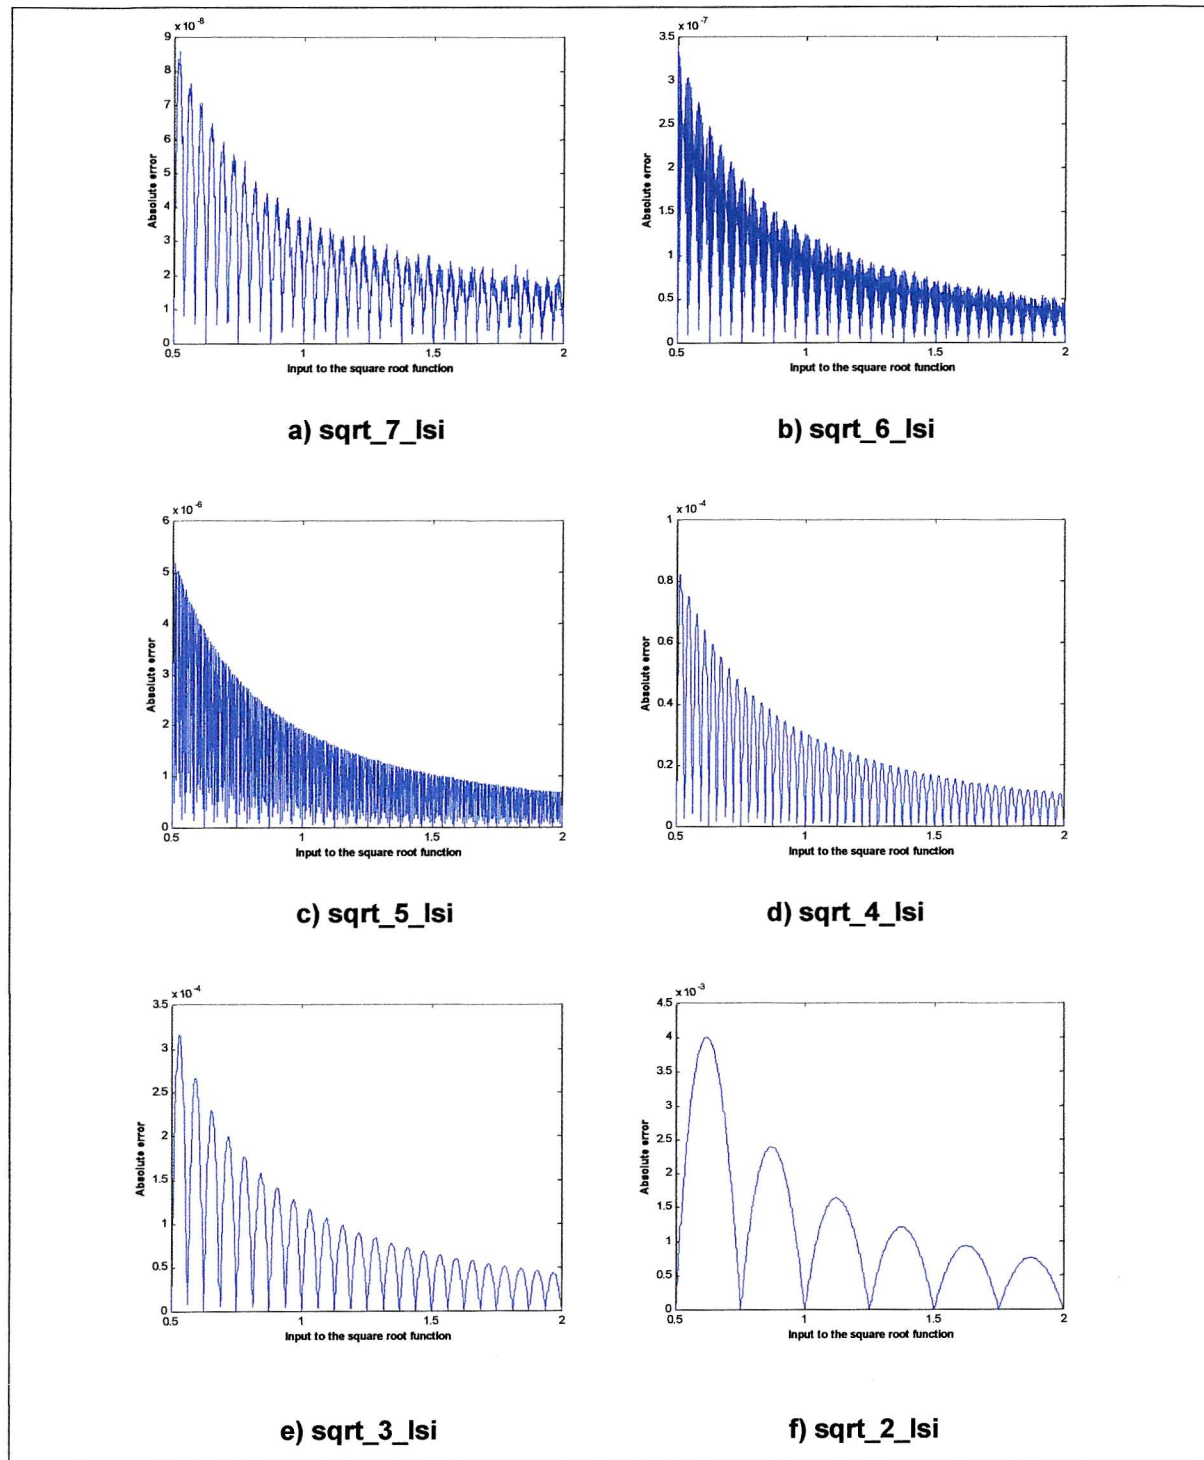 x 10 -8
9
8
7
6
5
4
3
2
1
0
0.5 1 1.5 2
Absolute error
Input to the square root function
a) sqrt_7_lsi
x 10 -7
3.5
3
2.5
2
1.5
1
0.5
0
0.5 1 1.5 2
Absolute error
Input to the square root function
b) sqrt_6_lsi
x 10 -6
6
5
4
3
2
1
0
0.5 1 1.5 2
Absolute error
Input to the square root function
c) sqrt_5_lsi
x 10 -4
1
0.8
0.6
0.4
0.2
0
0.5 1 1.5 2
Absolute error
Input to the square root function
d) sqrt_4_lsi
x 10 -4
3.5
3
2.5
2
1.5
1
0.5
0
0.5 1 1.5 2
Absolute error
Input to the square root function
e) sqrt_3_lsi
x 10 -3
4.5
4
3.5
3
2.5
2
1.5
1
0.5
0
0.5 1 1.5 2
Absolute error
Input to the square root function
f) sqrt_2_lsi